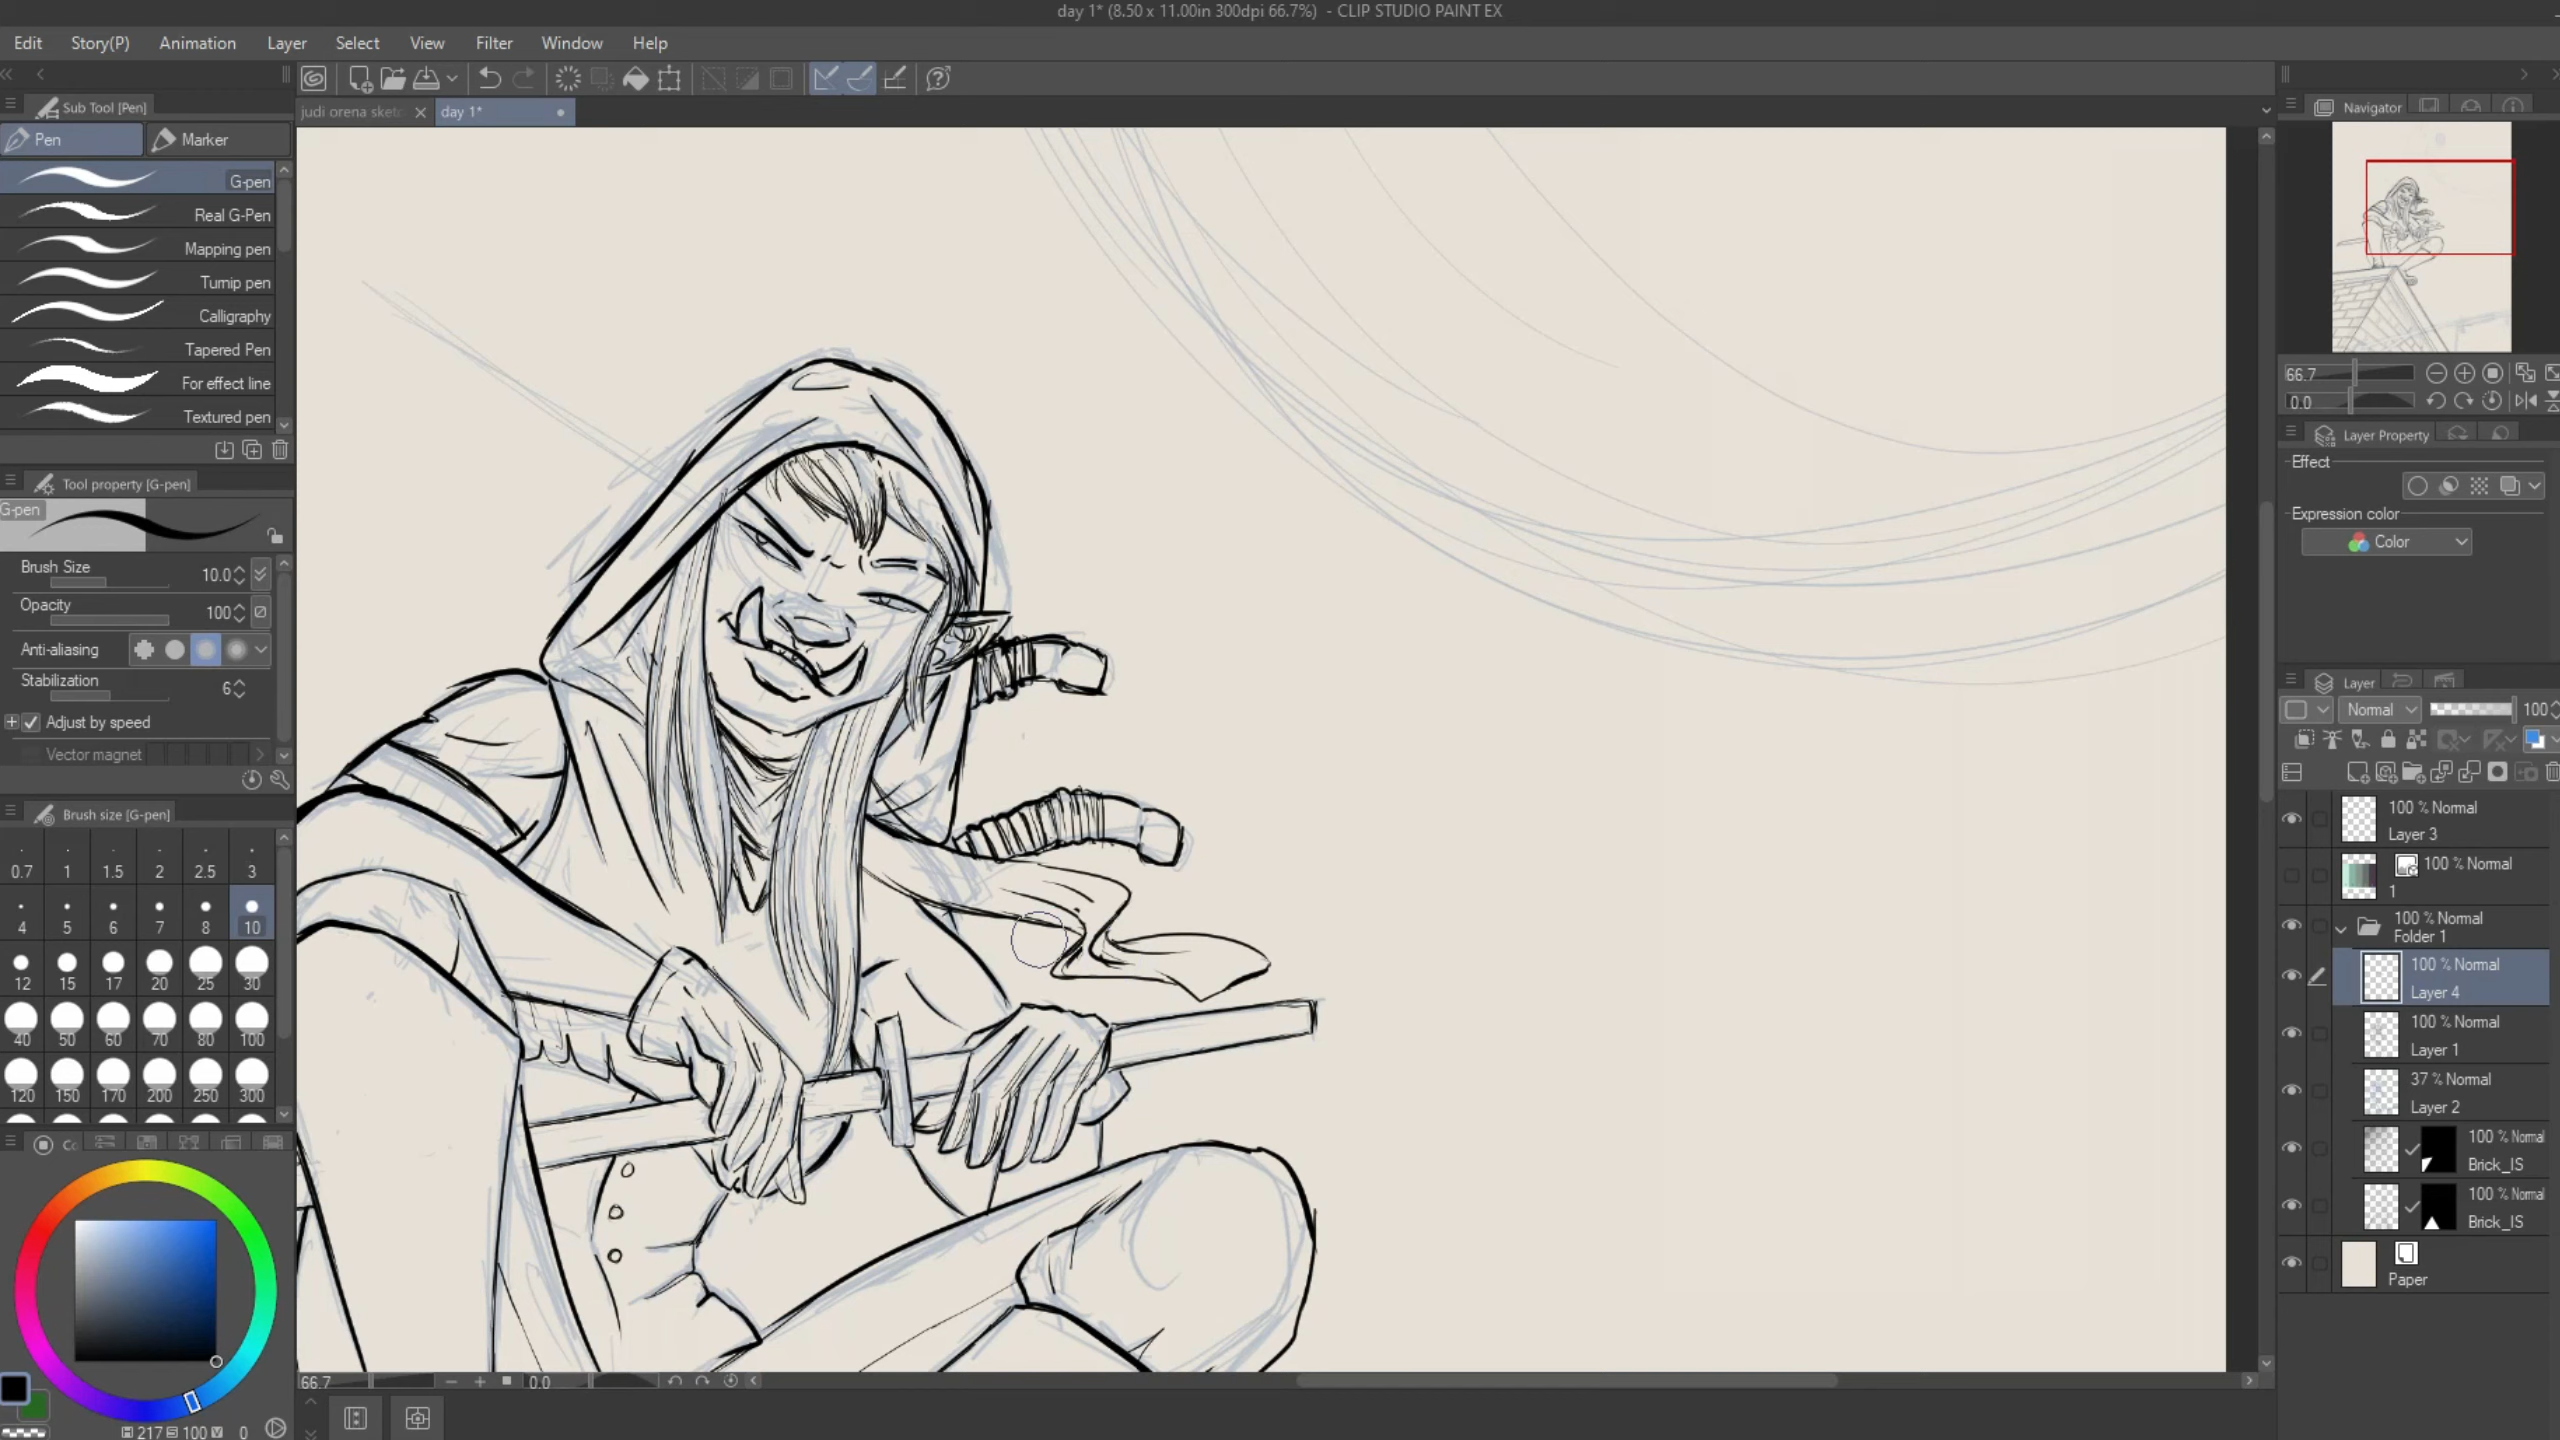 day 1* (8.50 x 11.00in 300dpi 66.7%) - CLIP STUDIO PAINT EX
Edit Story(P) Animation Layer Select View Filter Window Help
Sub Tool [Pen]
judi orena sket
day 1*
Navigator
Pen
Marker
G-pen
Real G-Pen
Mapping pen
Turnip pen
Calligraphy
Tapered Pen
For effect line
Textured pen
Tool property [G-pen]
G-pen
Brush Size 10.0
Opacity 100
Anti-aliasing
Stabilization 6
Adjust by speed
Vector magnet
Brush size [G-pen]
0.7 1 1.5 2 2.5 3
4 5 6 7 8 10
12 15 17 20 25 30
40 50 60 70 80 100
120 150 170 200 250 300
217 100 0
66.7 0.0
66.7
0.0
Layer Property
Effect
Expression color
Color
Layer
Normal 100
100 % Normal
Layer 3
100 % Normal
1
100 % Normal
Folder 1
100 % Normal
Layer 4
100 % Normal
Layer 1
37 % Normal
Layer 2
100 % Normal
Brick_IS
100 % Normal
Brick_IS
Paper